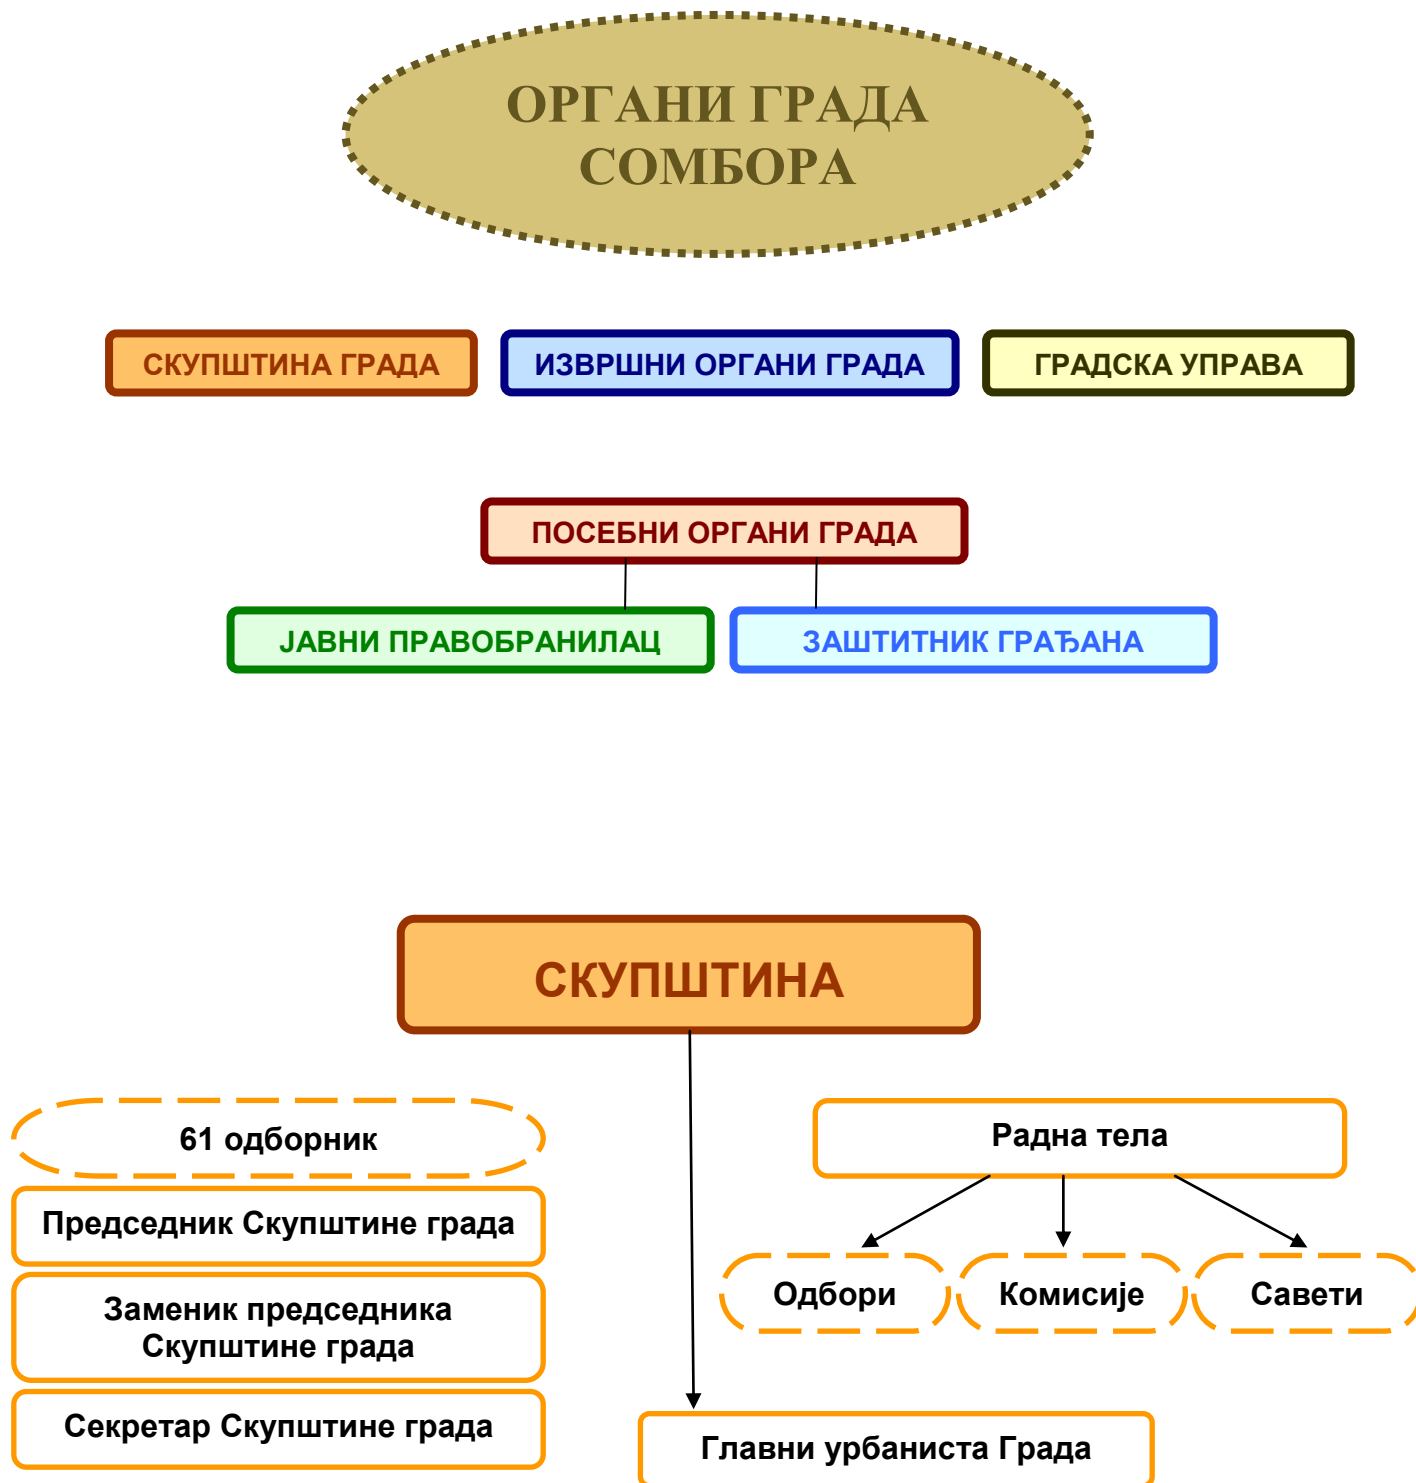 ОРГАНИ ГРАДА
СОМБОРА
СКУПШТИНА ГРАДА
ИЗВРШНИ ОРГАНИ ГРАДА
ГРАДСКА УПРАВА
ПОСЕБНИ ОРГАНИ ГРАДА
ЈАВНИ ПРАВОБРАНИЛАЦ
ЗАШТИТНИК ГРАЂАНА
СКУПШТИНА
61 одборник
Председник Скупштине града
Заменик председника
Скупштине града
Секретар Скупштине града
Радна тела
Одбори
Комисије
Савети
Главни урбаниста Града